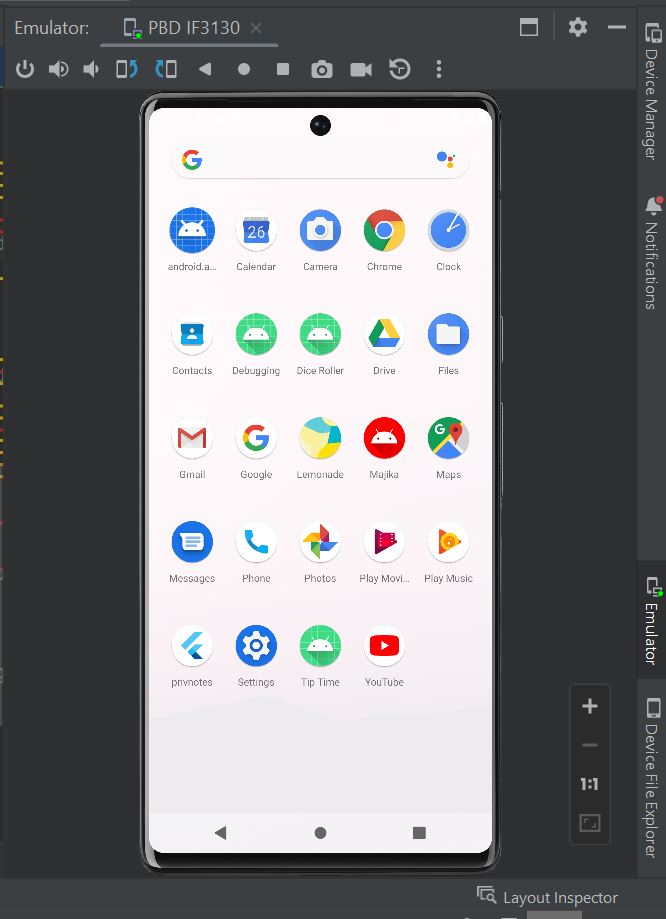 Emulator: PBD IF3130
Device Manager
Notifications
android.a... Calendar Camera Chrome Clock
26
Contacts Debugging Dice Roller Drive Files
Gmail Google Lemonade Majika Maps
Messages Phone Photos Play Movi... Play Music
privnotes Settings Tip Time YouTube
1:1
Emulator
Device File Explorer
Layout Inspector